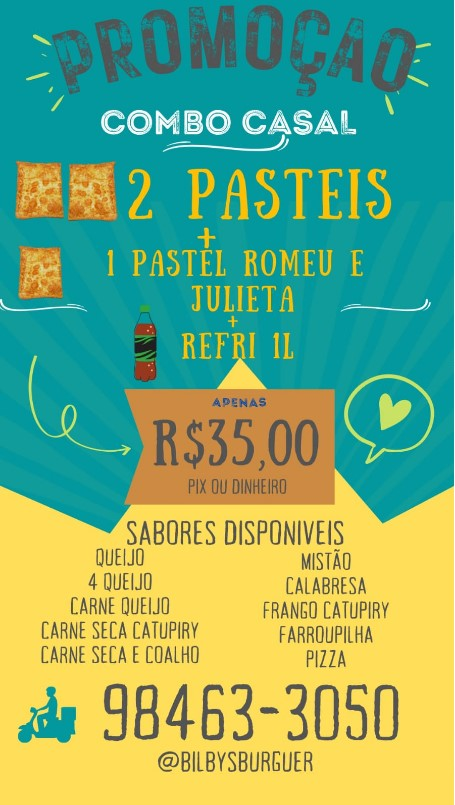 PROMOÇAO
COMBO CASAL
2 PASTEIS
+
1 PASTEL ROMEU E
JULIETA
+
REFRI 1L
APENAS
R$35,00
PIX OU DINHEIRO
SABORES DISPONIVEIS
QUEIJO
4 QUEIJO
CARNE QUEIJO
CARNE SECA CATUPIRY
CARNE SECA E COALHO
MISTÃO
CALABRESA
FRANGO CATUPIRY
FARROUPILHA
PIZZA
98463-3050
@BILBYSBURGUER